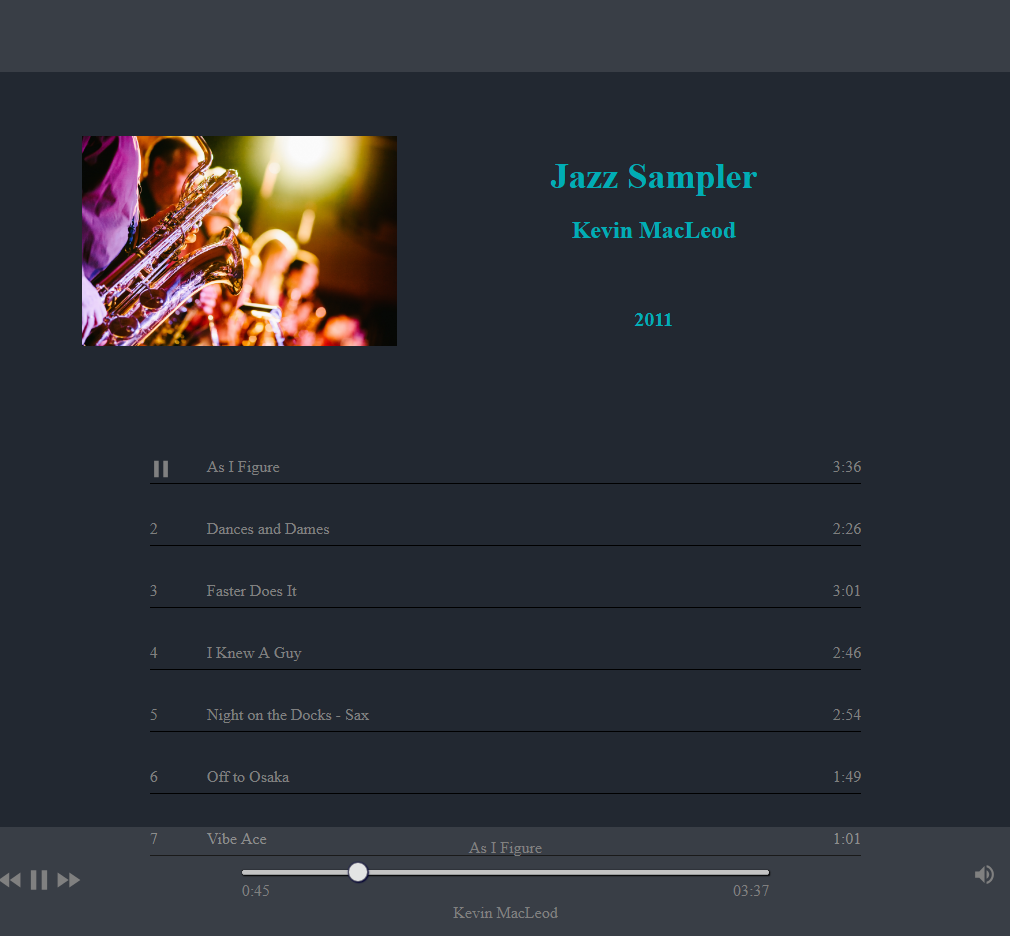 Jazz Sampler
Kevin MacLeod
2011
As I Figure 3:36
2 Dances and Dames 2:26
3 Faster Does It 3:01
4 I Knew A Guy 2:46
5 Night on the Docks - Sax 2:54
6 Off to Osaka 1:49
7 Vibe Ace 1:01
As I Figure
0:45 03:37
Kevin MacLeod